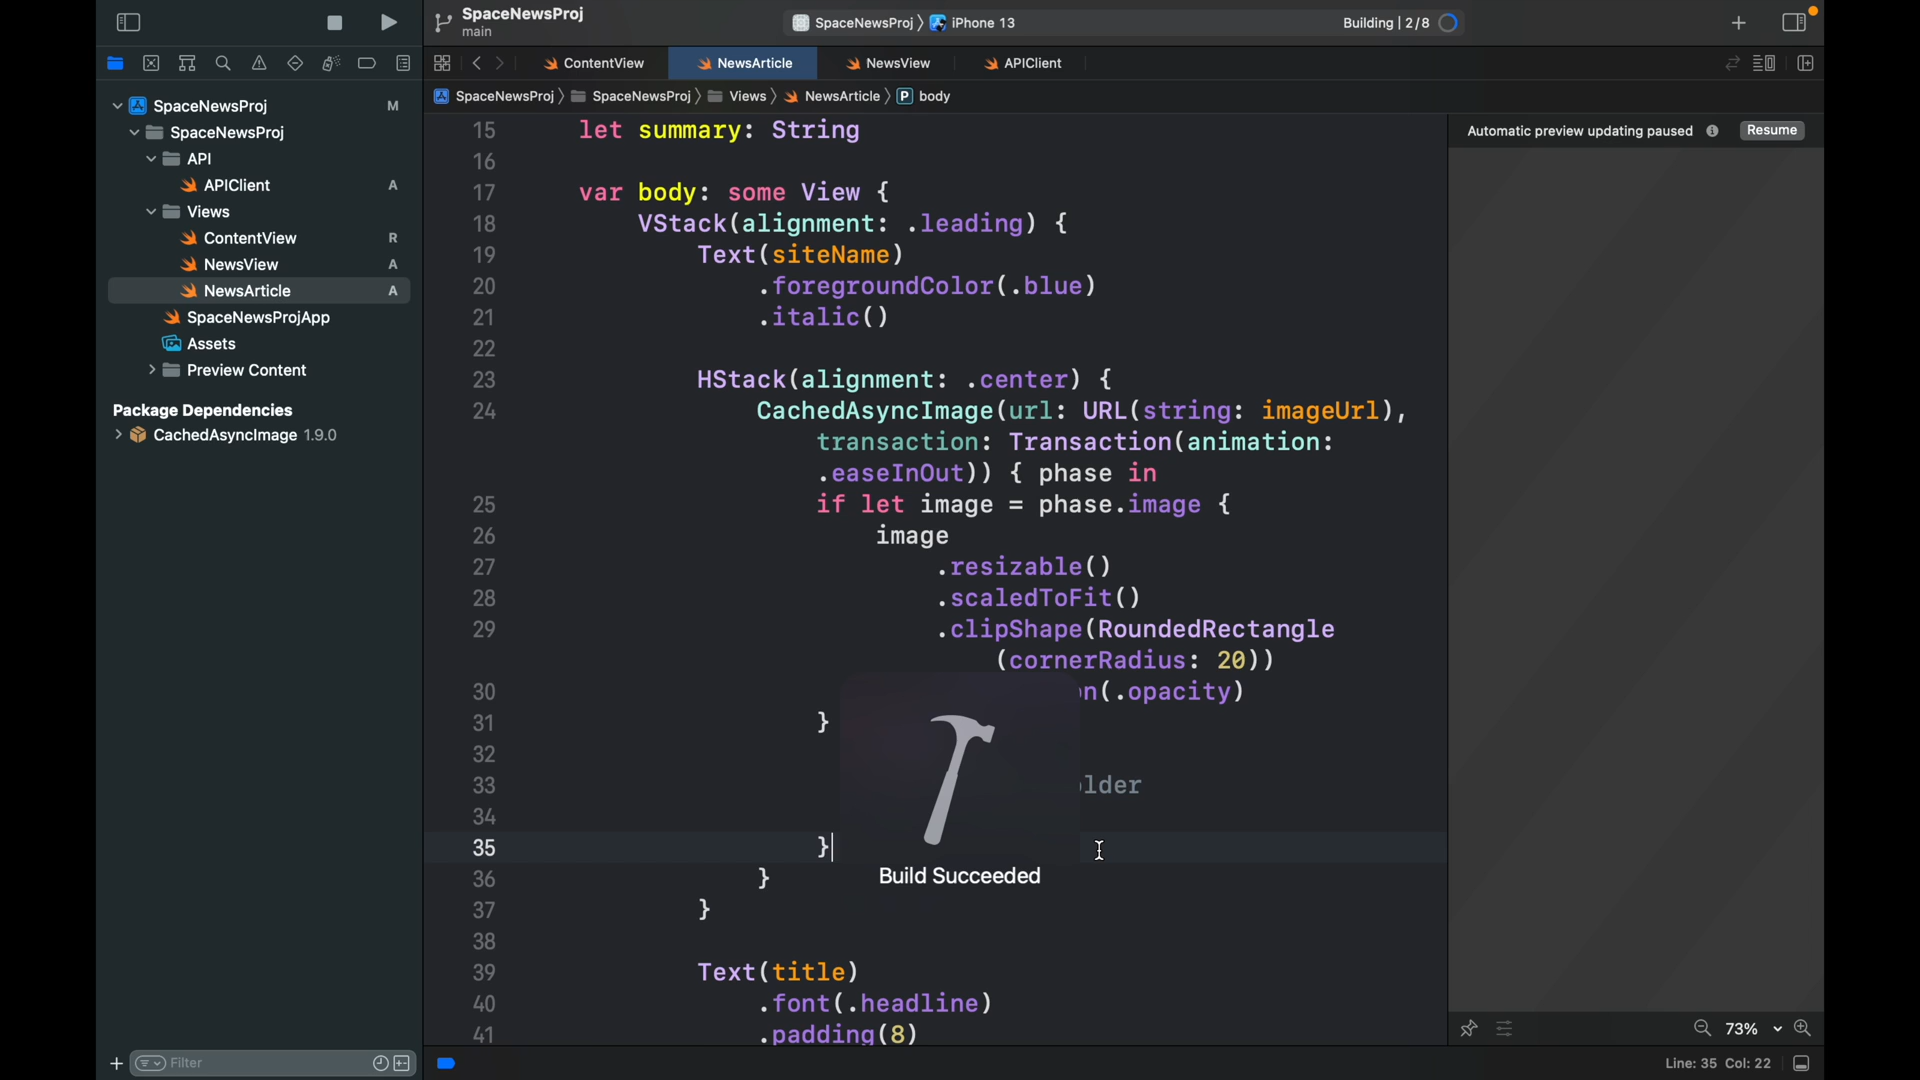 SpaceNewsProj
main
SpaceNewsProj
iPhone 13
Building | 2/8
ContentView
NewsArticle
NewsView
APIClient
SpaceNewsProj
SpaceNewsProj
Views
NewsArticle
P
body
SpaceNewsProj M
SpaceNewsProj
API
APIClient A
Views
ContentView R
NewsView A
NewsArticle A
SpaceNewsProjApp
Assets
Preview Content
Package Dependencies
CachedAsyncImage 1.9.0
Filter
15 let summary: String
16
17 var body: some View {
18 VStack(alignment: .leading) {
19 Text(siteName)
20 .foregroundColor(.blue)
21 .italic()
22
23 HStack(alignment: .center) {
24 CachedAsyncImage(url: URL(string: imageUrl),
transaction: Transaction(animation:
.easeInOut)) { phase in
25 if let image = phase.image {
26 image
27 .resizable()
28 .scaledToFit()
29 .clipShape(RoundedRectangle
(cornerRadius: 20))
30 n(.opacity)
31 }
32
33 older
34
35 }
36 }
37 }
38
39 Text(title)
40 .font(.headline)
41 .padding(8)
Build Succeeded
Automatic preview updating paused
Resume
73%
Line: 35 Col: 22